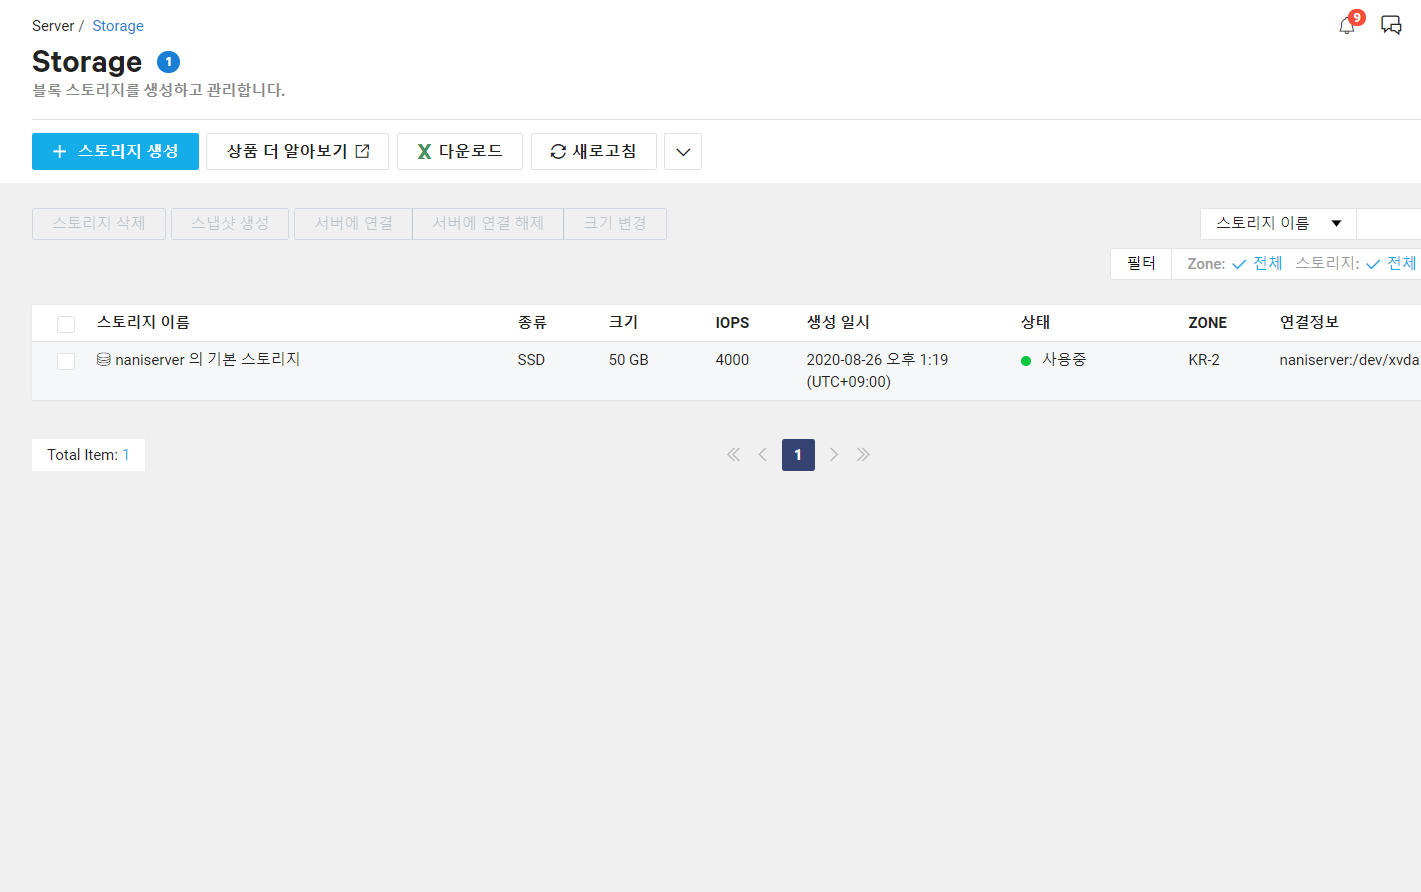 Server / Storage
9
Storage 1
블록 스토리지를 생성하고 관리합니다.
+ 스토리지 생성 상품 더 알아보기 다운로드 새로고침
스토리지 삭제 스냅샷 생성 서버에 연결 서버에 연결 해제 크기 변경 스토리지 이름
필터 Zone: 전체 스토리지: 전체
스토리지 이름 종류 크기 IOPS 생성 일시 상태 ZONE 연결정보
naniserver 의 기본 스토리지 SSD 50 GB 4000 2020-08-26 오후 1:19 사용중 KR-2 naniserver:/dev/xvda
(UTC+09:00)
Total Item: 1 1